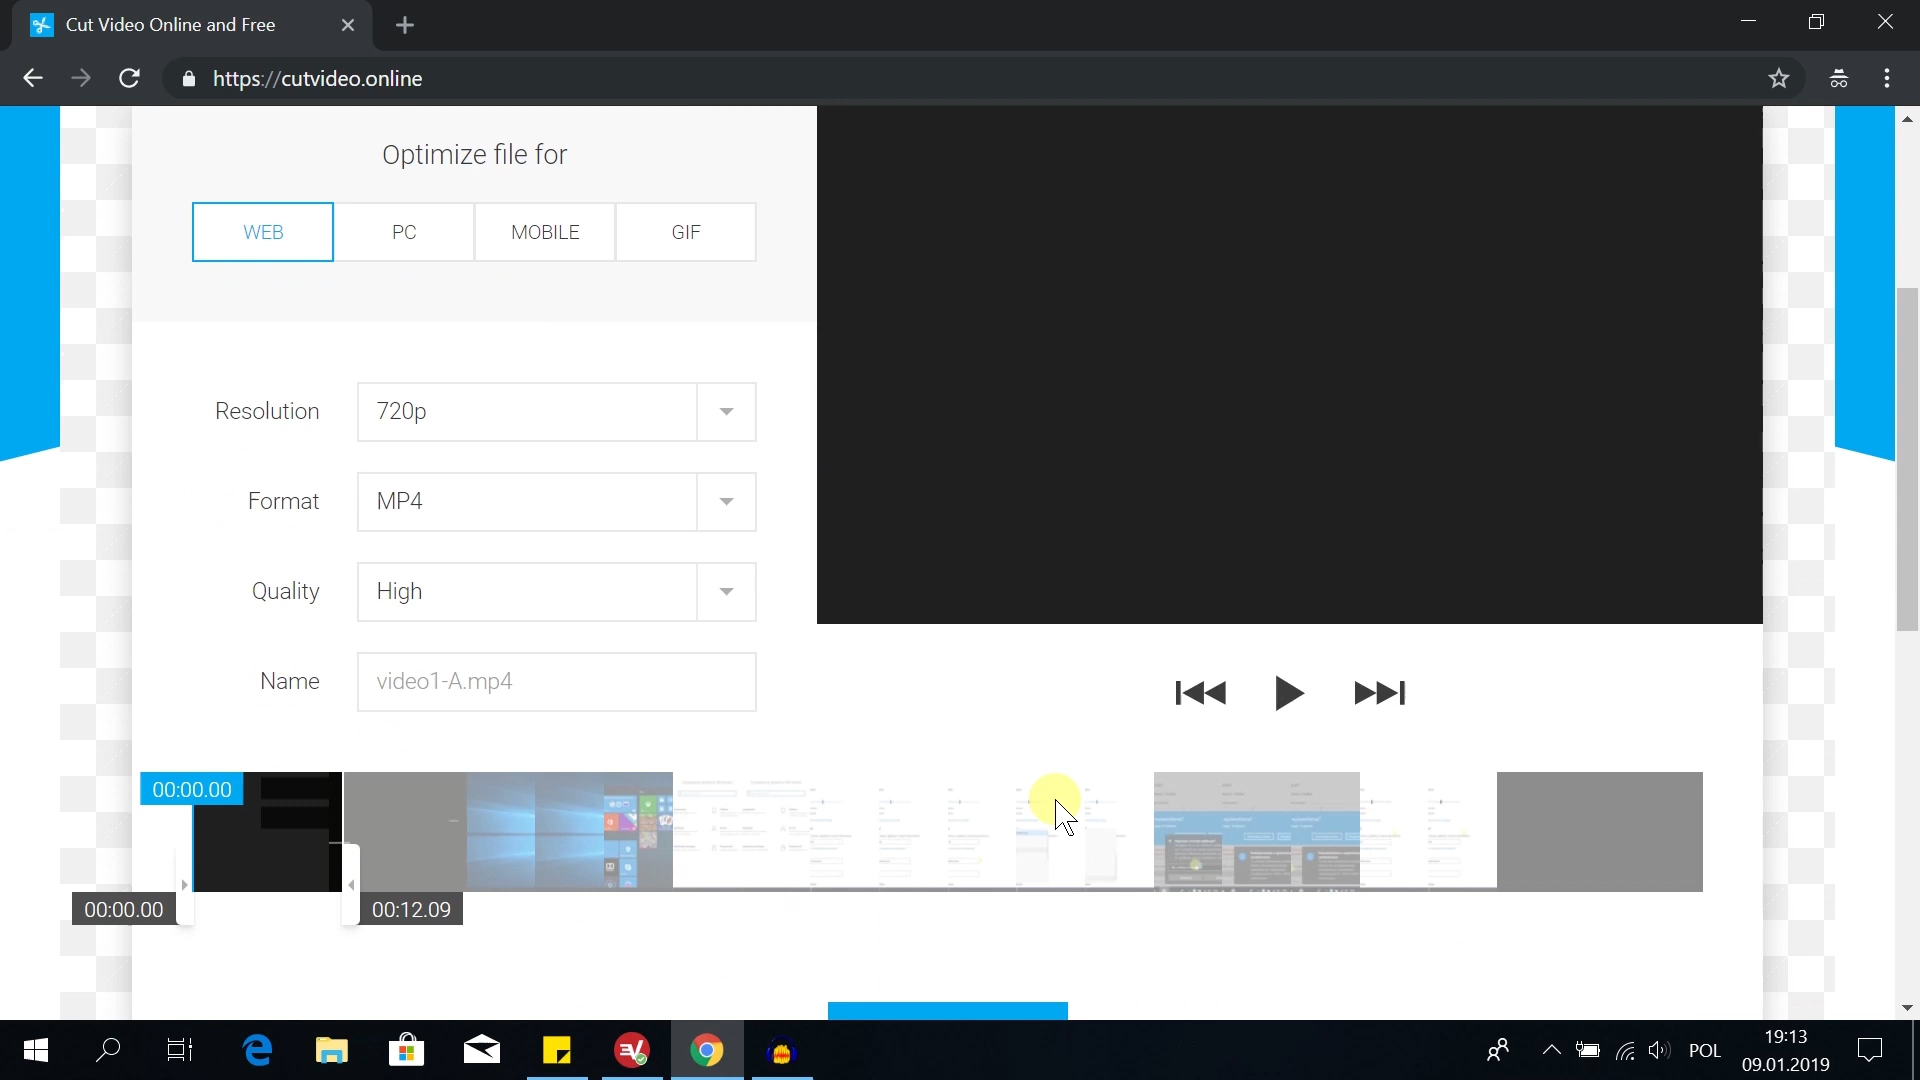 Cut Video Online and Free
https://cutvideo.online
Optimize file for
WEB PC MOBILE GIF
Resolution 720p
Format MP4
Quality High
Name video1-A.mp4
00:00.00
00:00.00 00:12.09
POL
19:13
09.01.2019